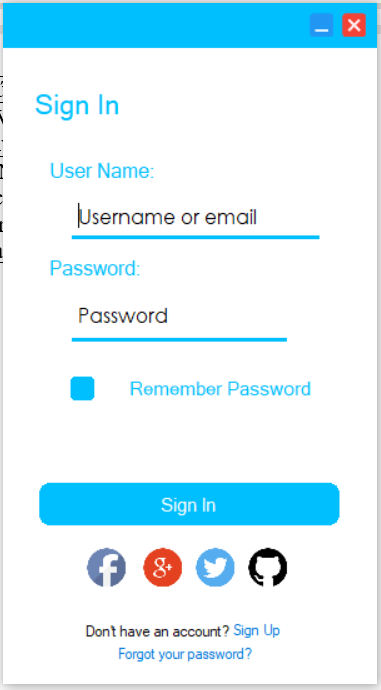 Sign In
User Name:
Username or email
Password:
Password
Remember Password
Sign In
Don't have an account? Sign Up
Forgot your password?